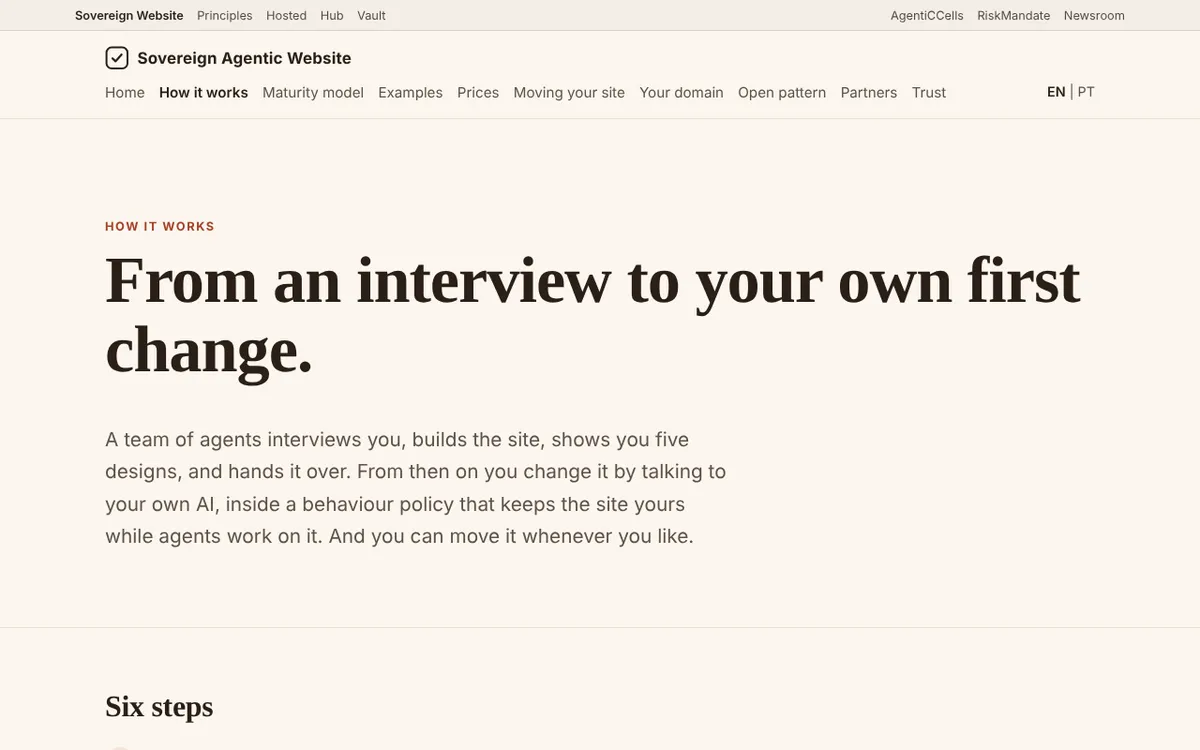 Sovereign Website Principles Hosted Hub Vault AgentiCCells RiskMandate Newsroom
Sovereign Agentic Website
Home How it works Maturity model Examples Prices Moving your site Your domain Open pattern Partners Trust EN | PT
HOW IT WORKS
From an interview to your own first
change.
A team of agents interviews you, builds the site, shows you five
designs, and hands it over. From then on you change it by talking to
your own AI, inside a behaviour policy that keeps the site yours
while agents work on it. And you can move it whenever you like.
Six steps